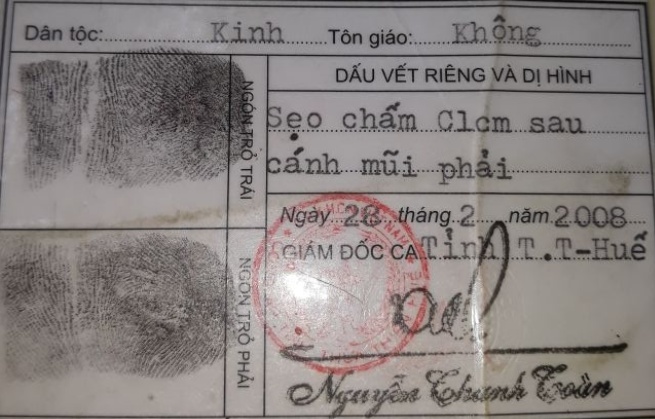 Dân tộc: Kinh Tôn giáo: Không
DẤU VẾT RIÊNG VÀ DỊ HÌNH
NGÓN TRỎ TRÁI
Sẹo chấm C1cm sau
cánh mũi phải
Ngày 28 tháng 2 năm 2008
GIÁM ĐỐC CA Tỉnh T.T-Huế
NGÓN TRỎ PHẢI
Nguyễn Thanh Toàn